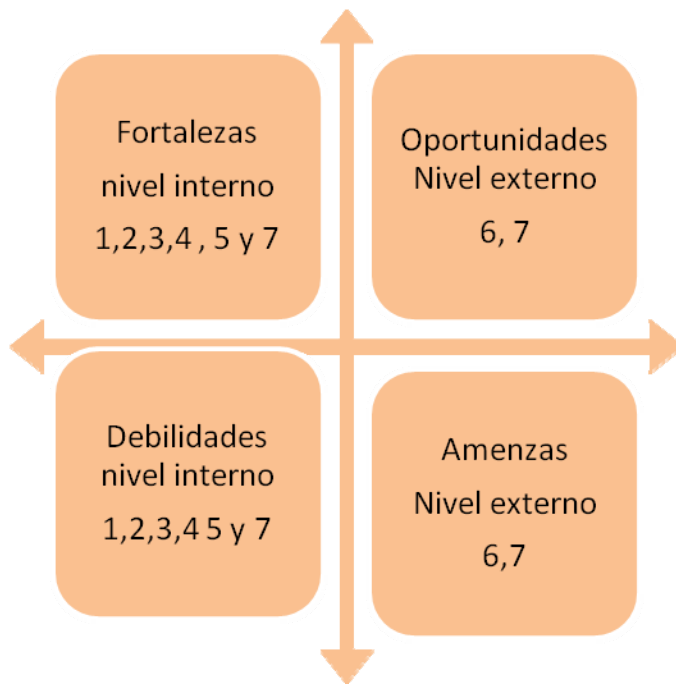 Fortalezas
nivel interno
1,2,3,4 , 5 y 7
Oportunidades
Nivel externo
6, 7
Debilidades
nivel interno
1,2,3,4 5 y 7
Amenzas
Nivel externo
6,7